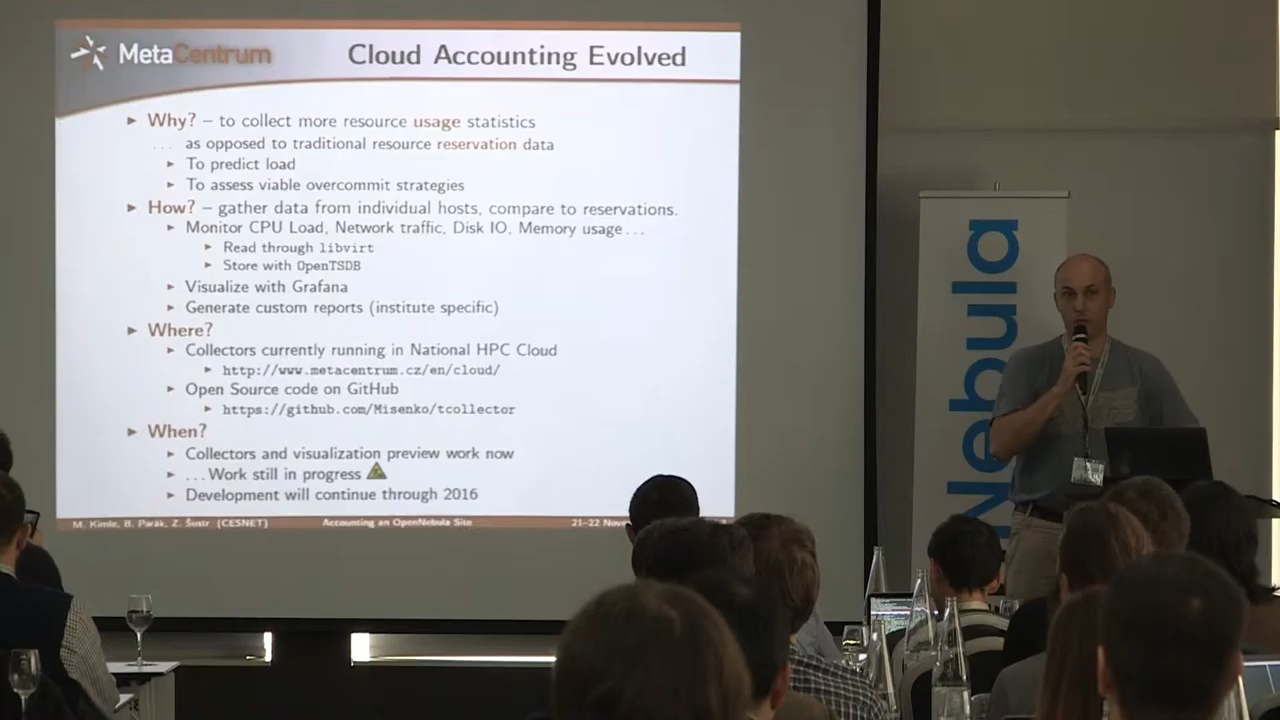 MetaCentrum
Cloud Accounting Evolved
Why? – to collect more resource usage statistics
... as opposed to traditional resource reservation data
To predict load
To assess viable overcommit strategies
How? – gather data from individual hosts, compare to reservations.
Monitor CPU Load, Network traffic, Disk IO, Memory usage...
Read through libvirt
Store with OpenTSDB
Visualize with Grafana
Generate custom reports (institute specific)
Where?
Collectors currently running in National HPC Cloud
http://www.metacentrum.cz/en/cloud/
Open Source code on GitHub
https://github.com/Misenko/tcollector
When?
Collectors and visualization preview work now
...Work still in progress
Development will continue through 2016
M. Kimle, B. Parák, Z. Šustr (CESNET)
Accounting an OpenNebula Site
21–22
Nebula